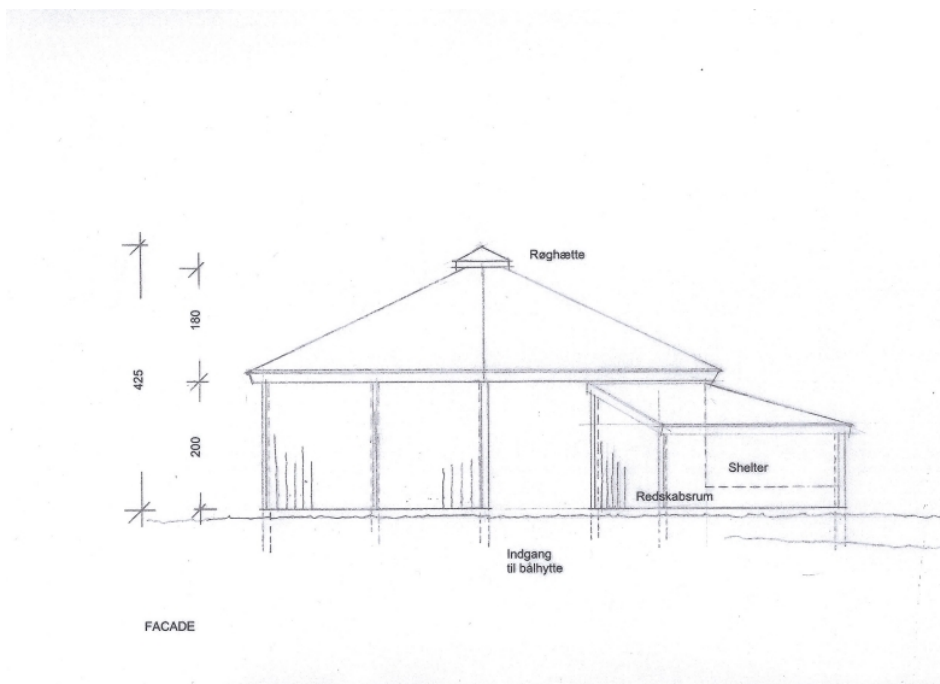 Røghætte
180
425
200
Shelter
Redskabsrum
Indgang
til bålhytte
FACADE